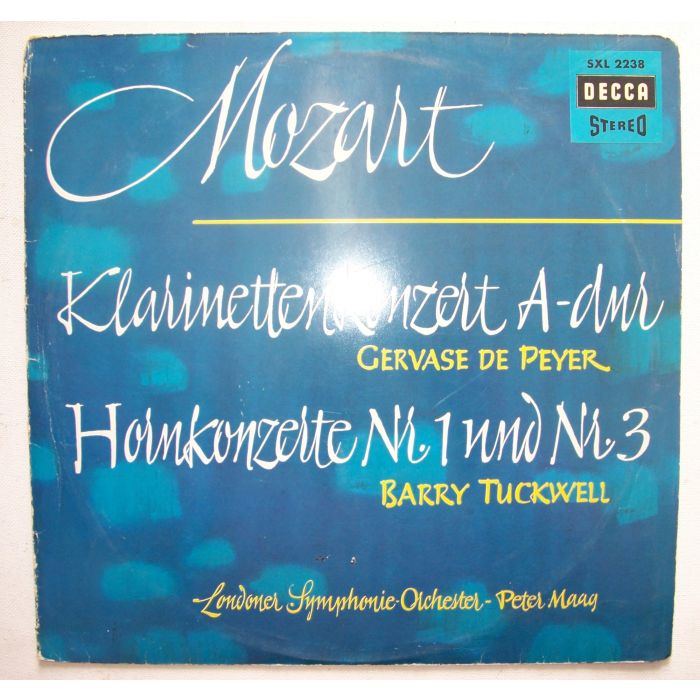 SXL 2238
DECCA
STEREO
Mozart
Klarinettenkonzert A-dur
GERVASE DE PEYER
Hornkonzerte Nr. 1 und Nr. 3
BARRY TUCKWELL
Londoner Symphonie-Orchester - Peter Maag